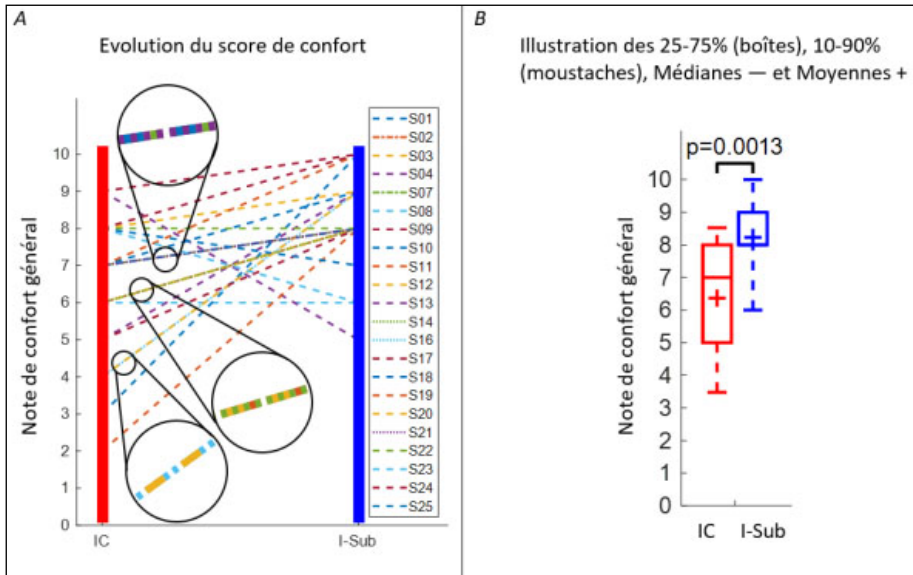 A
Evolution du score de confort
Note de confort général
10
9
8
7
6
5
4
3
2
1
0
IC
I-Sub
S01
S02
S03
S04
S07
S08
S09
S10
S11
S12
S13
S14
S16
S17
S18
S19
S20
S21
S22
S23
S24
S25
B
Illustration des 25-75% (boîtes), 10-90%
(moustaches), Médianes — et Moyennes +
p=0.0013
Note de confort général
10
9
8
7
6
5
4
3
2
1
0
IC
I-Sub